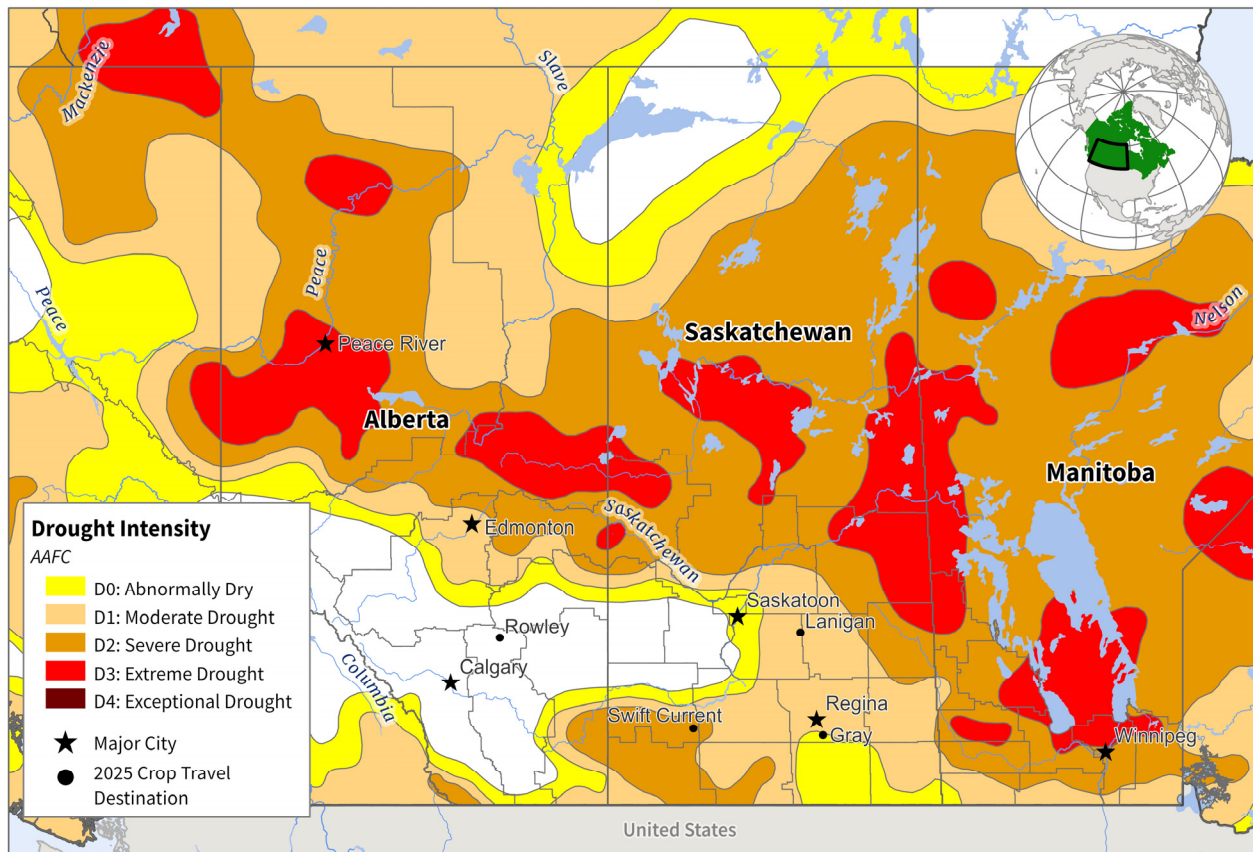 Mackenzie
Slave
Peace
Peace
Peace River
Nelson
Saskatchewan
Alberta
Manitoba
Edmonton
Saskatchewan
Saskatoon
Lanigan
Rowley
Calgary
Columbia
Swift Current
Regina
Gray
Winnipeg
United States
Drought Intensity
AAFC
D0: Abnormally Dry
D1: Moderate Drought
D2: Severe Drought
D3: Extreme Drought
D4: Exceptional Drought
Major City
2025 Crop Travel
Destination